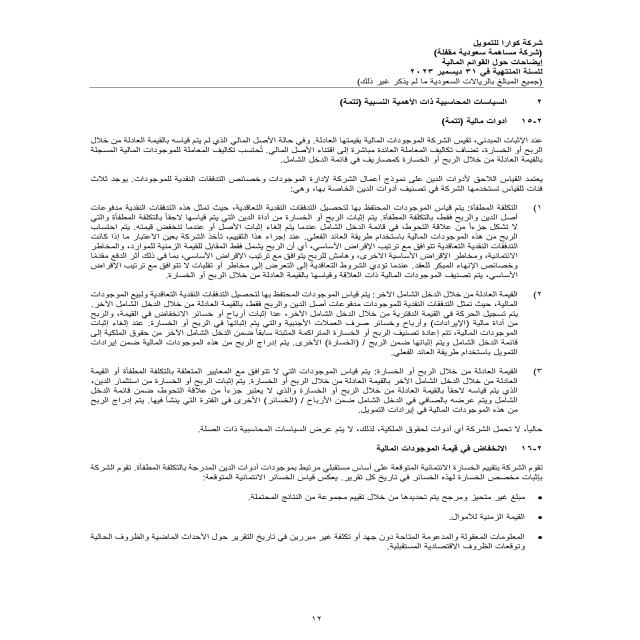 شركة كوارا للتمويل
(شركة مساهمة سعودية مقفلة)
إيضاحات حول القوائم المالية
للسنة المنتهية في ٣١ ديسمبر ٢٠٢٣
(جميع المبالغ بالريالات السعودية ما لم يذكر غير ذلك)
٢ السياسات المحاسبية ذات الأهمية النسبية (تتمة)
٢-١٥ أدوات مالية (تتمة)
عند الإثبات المبدئي، تقيس الشركة الموجودات المالية بقيمتها العادلة. وفي حالة الأصل المالي الذي لم يتم قياسه بالقيمة العادلة من خلال
الربح أو الخسارة، تضاف تكاليف المعاملة العائدة مباشرة إلى اقتناء الأصل المالي. تُحتسب تكاليف المعاملة للموجودات المالية المسجلة
بالقيمة العادلة من خلال الربح أو الخسارة كمصاريف في قائمة الدخل الشامل.
يعتمد القياس اللاحق لأدوات الدين على نموذج أعمال الشركة لإدارة الموجودات وخصائص التدفقات النقدية للموجودات. يوجد ثلاث
فئات للقياس تستخدمها الشركة في تصنيف أدوات الدين الخاصة بها، وهي:
١) التكلفة المطفأة: يتم قياس الموجودات المحتفظ بها لتحصيل التدفقات النقدية التعاقدية، حيث تمثل هذه التدفقات النقدية مدفوعات
أصل الدين والربح فقط، بالتكلفة المطفأة. يتم إثبات الربح أو الخسارة من أداة الدين التي يتم قياسها لاحقاً بالتكلفة المطفأة والتي
لا تشكل جزءاً من علاقة التحوط، في قائمة الدخل الشامل عندما يتم إلغاء إثبات الأصل أو عندما تنخفض قيمته. يتم احتساب
الربح من هذه الموجودات المالية باستخدام طريقة العائد الفعلي. عند إجراء هذا التقييم، تأخذ الشركة بعين الاعتبار ما إذا كانت
التدفقات النقدية التعاقدية تتوافق مع ترتيب الإقراض الأساسي، أي أن الربح يشمل فقط المقابل للقيمة الزمنية للموارد، والمخاطر
الائتمانية، ومخاطر الإقراض الأساسية الأخرى، وهامش للربح يتوافق مع ترتيب الإقراض الأساسي، بما في ذلك أثر الدفع مقدمًا
وخصائص الإنهاء المبكر للعقد. عندما تؤدي الشروط التعاقدية إلى التعرض إلى مخاطر أو تقلبات لا تتوافق مع ترتيب الإقراض
الأساسي، يتم تصنيف الموجودات المالية ذات العلاقة وقياسها بالقيمة العادلة من خلال الربح أو الخسارة.
٢) القيمة العادلة من خلال الدخل الشامل الآخر: يتم قياس الموجودات المحتفظ بها لتحصيل التدفقات النقدية التعاقدية ولبيع الموجودات
المالية، حيث تمثل التدفقات النقدية للموجودات مدفوعات أصل الدين والربح فقط، بالقيمة العادلة من خلال الدخل الشامل الآخر.
يتم تسجيل الحركة في القيمة الدفترية من خلال الدخل الشامل الآخر، عدا إثبات أرباح أو خسائر الانخفاض في القيمة، والربح
من أداة مالية (الإيرادات) وأرباح وخسائر صرف العملات الأجنبية والتي يتم إثباتها في الربح أو الخسارة. عند إلغاء إثبات
الموجودات المالية، تتم إعادة تصنيف الربح أو الخسارة المتراكمة المثبتة سابقاً ضمن الدخل الشامل الآخر من حقوق الملكية إلى
قائمة الدخل الشامل ويتم إثباتها ضمن الربح / (الخسارة) الأخرى. يتم إدراج الربح من هذه الموجودات المالية ضمن إيرادات
التمويل باستخدام طريقة العائد الفعلي.
٣) القيمة العادلة من خلال الربح أو الخسارة: يتم قياس الموجودات التي لا تتوافق مع المعايير المتعلقة بالتكلفة المطفأة أو القيمة
العادلة من خلال الدخل الشامل الآخر بالقيمة العادلة من خلال الربح أو الخسارة. يتم إثبات الربح أو الخسارة من استثمار الدين،
الذي يتم قياسه لاحقاً بالقيمة العادلة من خلال الربح أو الخسارة والذي لا يعتبر جزءاً من علاقة التحوط، ضمن قائمة الدخل
الشامل ويتم عرضه بالصافي في الدخل الشامل ضمن الأرباح / (الخسائر) الأخرى في الفترة التي ينشأ فيها. يتم إدراج الربح
من هذه الموجودات المالية في إيرادات التمويل.
حالياً، لا تحمل الشركة أي أدوات لحقوق الملكية، لذلك، لا يتم عرض السياسات المحاسبية ذات الصلة.
٢-١٦ الانخفاض في قيمة الموجودات المالية
تقوم الشركة بتقييم الخسارة الائتمانية المتوقعة على أساس مستقبلي مرتبط بموجودات أدوات الدين المدرجة بالتكلفة المطفأة. تقوم الشركة
بإثبات مخصص الخسارة لهذه الخسائر في تاريخ كل تقرير. يعكس قياس الخسائر الائتمانية المتوقعة:
• مبلغ غير متحيز ومرجح يتم تحديدها من خلال تقييم مجموعة من النتائج المحتملة.
• القيمة الزمنية للأموال.
• المعلومات المعقولة والمدعومة المتاحة دون جهد أو تكلفة غير مبررين في تاريخ التقرير حول الأحداث الماضية والظروف الحالية
وتوقعات الظروف الاقتصادية المستقبلية.
١٢